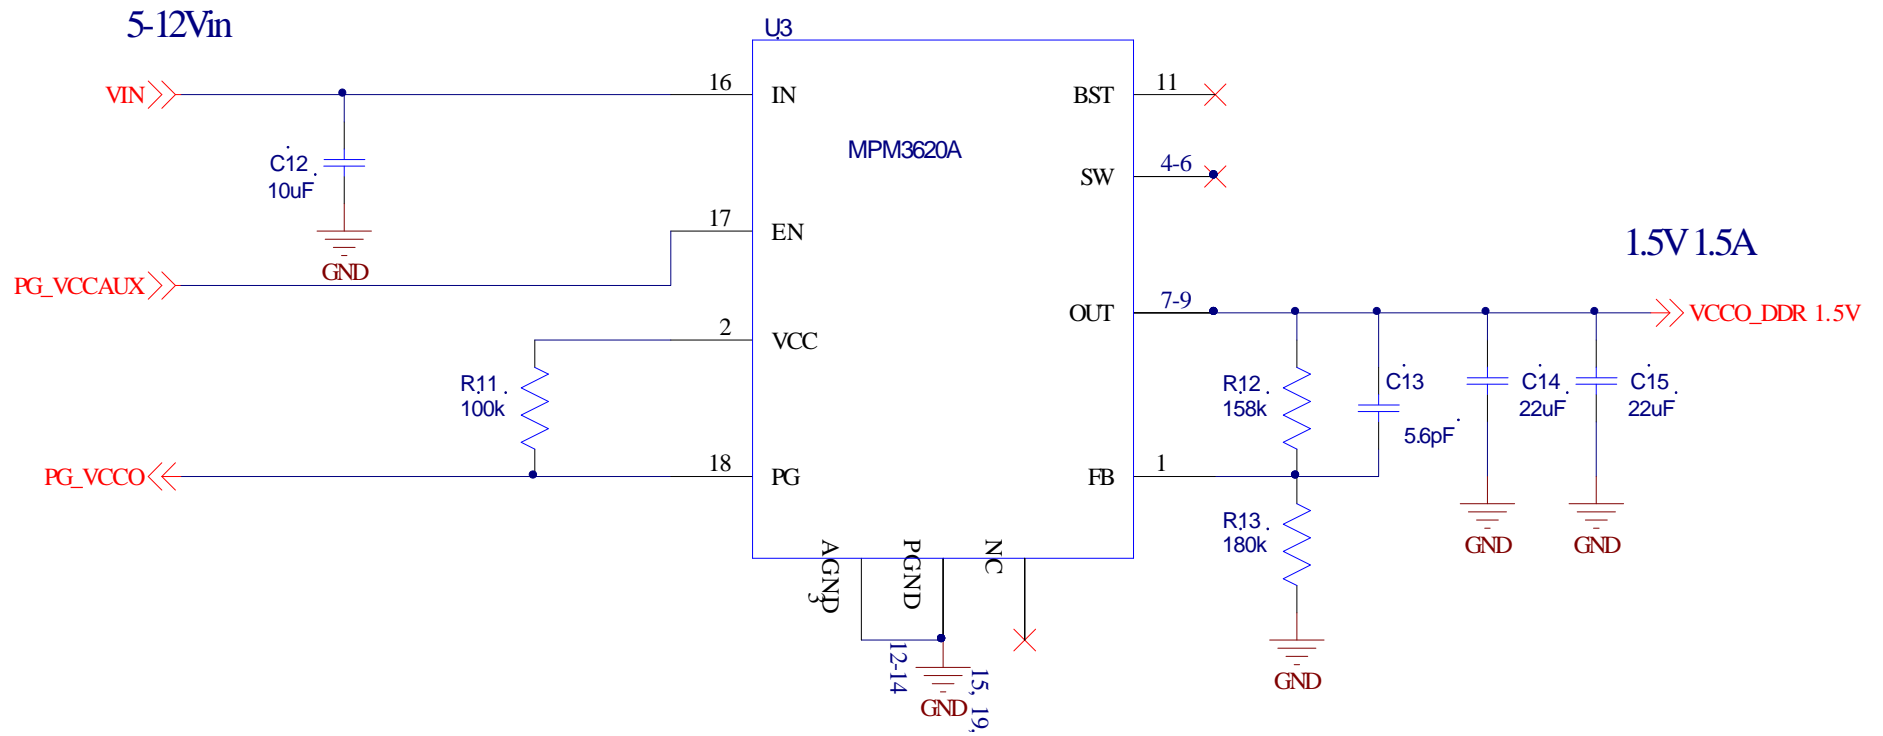 5-12Vin
U3
VIN
16
IN
BST
11
MPM3620A
C12
10uF
GND
SW
4-6
17
EN
PG_VCCAUX
1.5V 1.5A
2
VCC
OUT
7-9
VCCO_DDR 1.5V
R11
100k
R12
158k
C13
5.6pF
C14
22uF
C15
22uF
PG_VCCO
18
PG
FB
1
R13
180k
GND
GND
AGND
3
PGND
NC
12-14
15, 19,
GND
GND